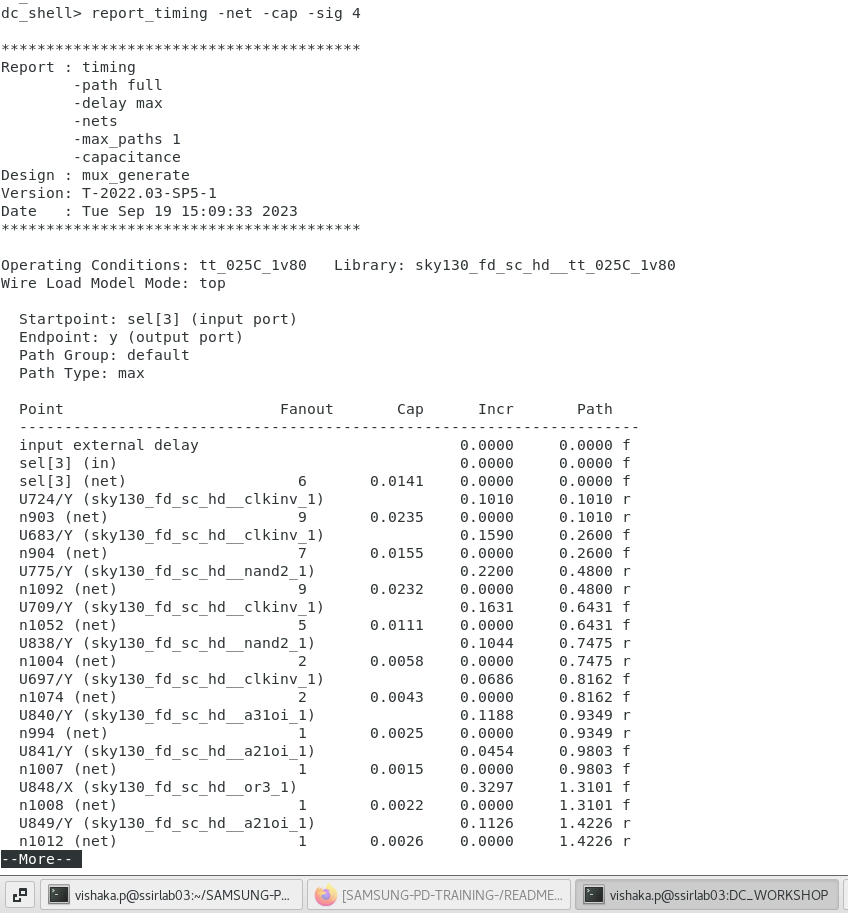 dc_shell> report_timing -net -cap -sig 4
****************************************
Report : timing
        -path full
        -delay max
        -nets
        -max_paths 1
        -capacitance
Design : mux_generate
Version: T-2022.03-SP5-1
Date   : Tue Sep 19 15:09:33 2023
****************************************
Operating Conditions: tt_025C_1v80   Library: sky130_fd_sc_hd__tt_025C_1v80
Wire Load Model Mode: top
  Startpoint: sel[3] (input port)
  Endpoint: y (output port)
  Path Group: default
  Path Type: max
  Point                        Fanout       Cap      Incr       Path
  ---------------------------------------------------------------------
  input external delay                             0.0000     0.0000 f
  sel[3] (in)                                      0.0000     0.0000 f
  sel[3] (net)                   6       0.0141    0.0000     0.0000 f
  U724/Y (sky130_fd_sc_hd__clkinv_1)               0.1010     0.1010 r
  n903 (net)                     9       0.0235    0.0000     0.1010 r
  U683/Y (sky130_fd_sc_hd__clkinv_1)               0.1590     0.2600 f
  n904 (net)                     7       0.0155    0.0000     0.2600 f
  U775/Y (sky130_fd_sc_hd__nand2_1)                0.2200     0.4800 r
  n1092 (net)                    9       0.0232    0.0000     0.4800 r
  U709/Y (sky130_fd_sc_hd__clkinv_1)               0.1631     0.6431 f
  n1052 (net)                    5       0.0111    0.0000     0.6431 f
  U838/Y (sky130_fd_sc_hd__nand2_1)                0.1044     0.7475 r
  n1004 (net)                    2       0.0058    0.0000     0.7475 r
  U697/Y (sky130_fd_sc_hd__clkinv_1)               0.0686     0.8162 f
  n1074 (net)                    2       0.0043    0.0000     0.8162 f
  U840/Y (sky130_fd_sc_hd__a31oi_1)                0.1188     0.9349 r
  n994 (net)                     1       0.0025    0.0000     0.9349 r
  U841/Y (sky130_fd_sc_hd__a21oi_1)                0.0454     0.9803 f
  n1007 (net)                    1       0.0015    0.0000     0.9803 f
  U848/X (sky130_fd_sc_hd__or3_1)                  0.3297     1.3101 f
  n1008 (net)                    1       0.0022    0.0000     1.3101 f
  U849/Y (sky130_fd_sc_hd__a21oi_1)                0.1126     1.4226 r
  n1012 (net)                    1       0.0026    0.0000     1.4226 r
--More--
vishaka.p@ssirlab03:~/SAMSUNG-P... [SAMSUNG-PD-TRAINING-/README... vishaka.p@ssirlab03:DC_WORKSHOP